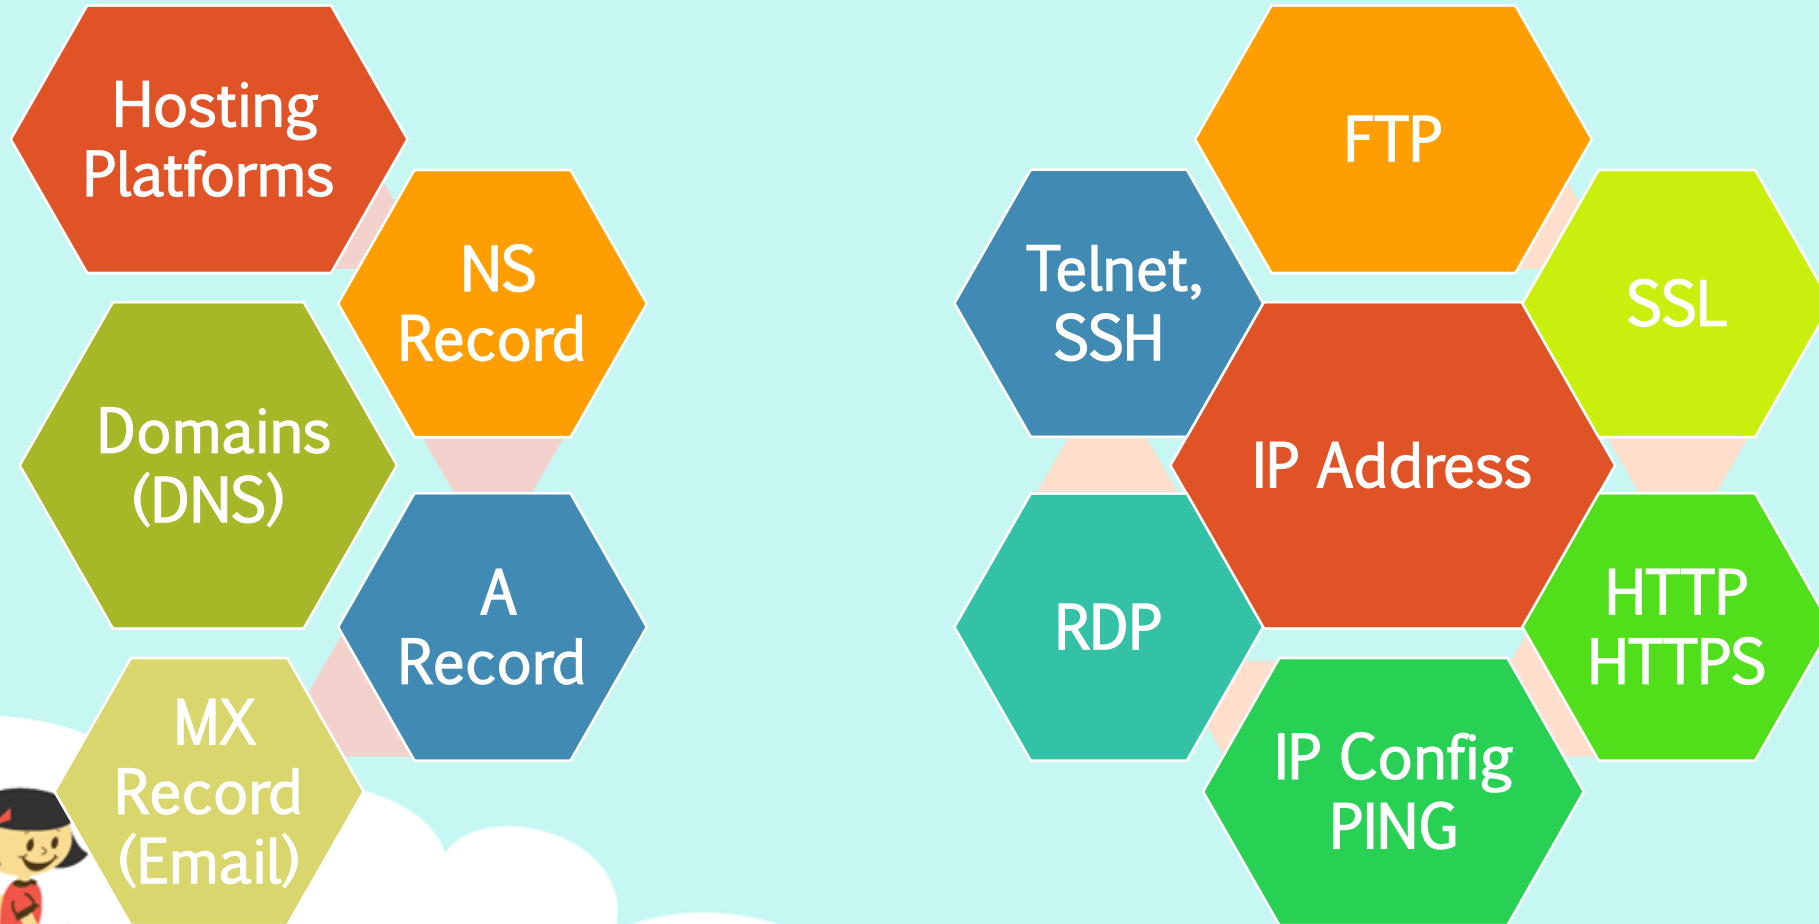 Hosting
Platforms
NS
Record
Domains
(DNS)
A
Record
MX
Record
(Email)
FTP
Telnet,
SSH
SSL
IP Address
RDP
HTTP
HTTPS
IP Config
PING